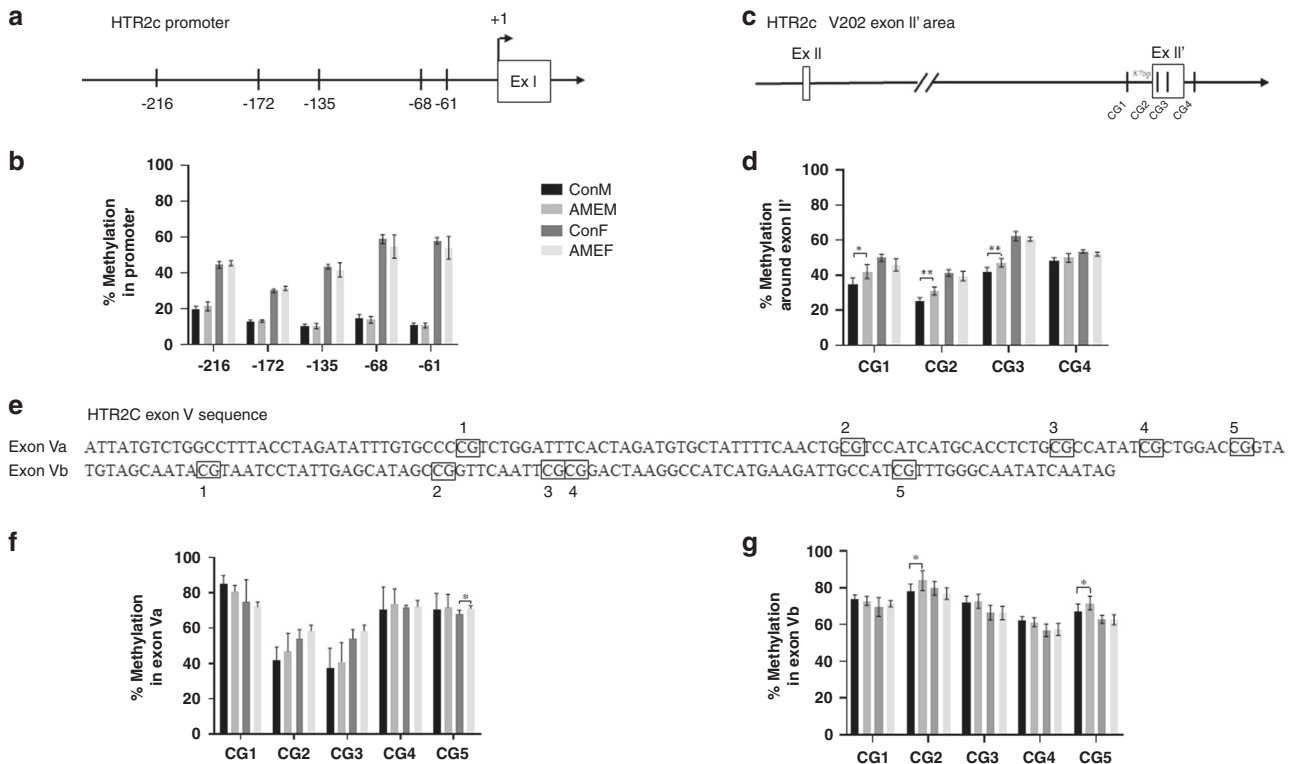 a
HTR2c promoter
+1
Ex I
-216
-172
-135
-68
-61
c
HTR2c V202 exon II' area
Ex II
Ex II'
87bp
CG1
CG2
CG3
CG4
b
% Methylation
in promoter
100
80
60
40
20
0
-216
-172
-135
-68
-61
ConM
AMEM
ConF
AMEF
d
% Methylation
around exon II'
100
80
60
40
20
0
*
**
**
CG1
CG2
CG3
CG4
e
HTR2C exon V sequence
1
2
3
4
5
Exon Va ATTATGTCTGGCCTTTACCTAGATATTTGTGCCCCGTCTGGATTTCACTAGATGTGCTATTTTCAACTGCGTCCATCATGCACCTCTGCGCCATATCGCTGGACCGGTA
Exon Vb TGTAGCAATACGTAATCCTATTGAGCATAGCCGGTTCAATTCGCGGACTAAGGCCATCATGAAGATTGCCATCGTTTGGGCAATATCAATAG
1
2
3
4
5
f
% Methylation
in exon Va
100
80
60
40
20
0
*
CG1
CG2
CG3
CG4
CG5
g
% Methylation
in exon Vb
100
80
60
40
20
0
*
*
CG1
CG2
CG3
CG4
CG5